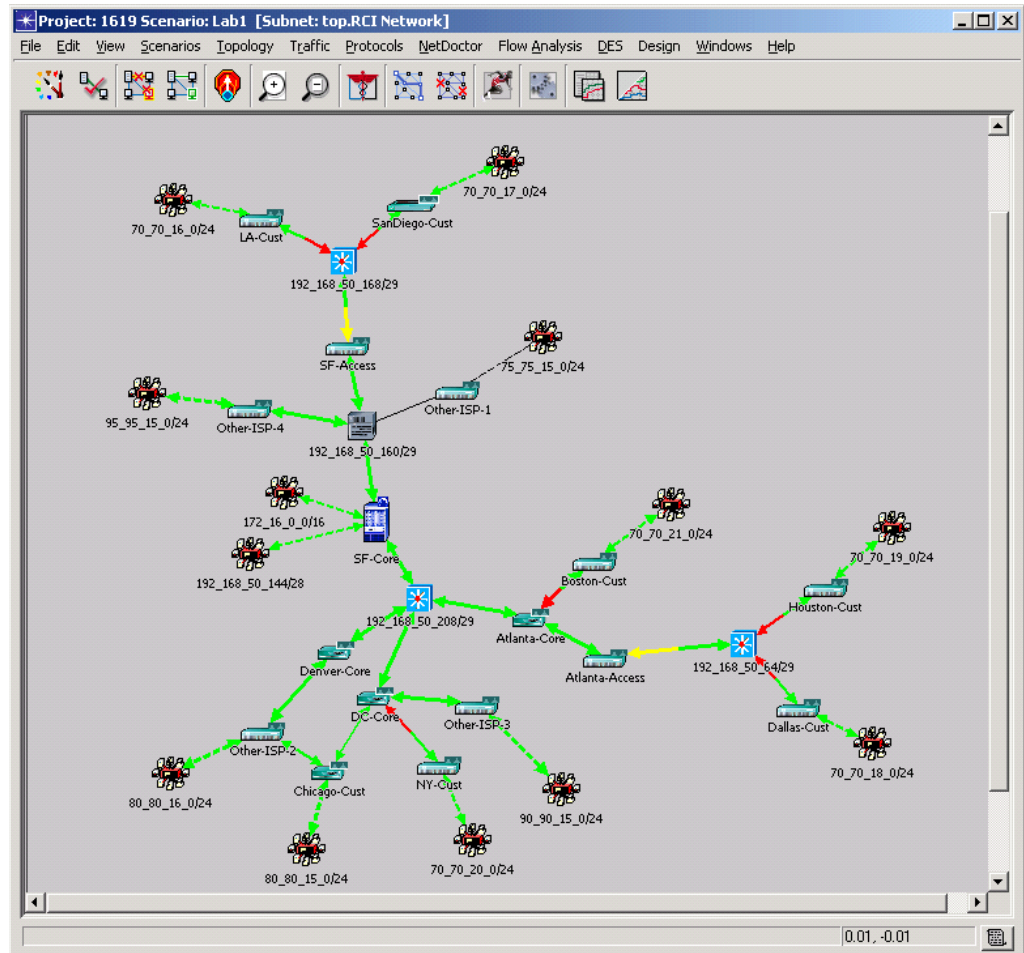 Project: 1619 Scenario: Lab1 [Subnet: top.RCI Network]
File Edit View Scenarios Topology Traffic Protocols NetDoctor Flow Analysis DES Design Windows Help
70_70_17_0/24
70_70_16_0/24
SanDiego-Cust
LA-Cust
192_168_50_168/29
SF-Access
75_75_15_0/24
Other-ISP-1
95_95_15_0/24
Other-ISP-4
192_168_50_160/29
172_16_0_0/16
SF-Core
192_168_50_144/28
70_70_21_0/24
70_70_19_0/24
Boston-Cust
Houston-Cust
192_168_50_208/29
Atlanta-Core
192_168_50_64/29
Atlanta-Access
Denver-Core
DC-Core
Other-ISP-3
Dallas-Cust
Other-ISP-2
70_70_18_0/24
Chicago-Cust
NY-Cust
80_80_16_0/24
90_90_15_0/24
80_80_15_0/24
70_70_20_0/24
0.01, -0.01